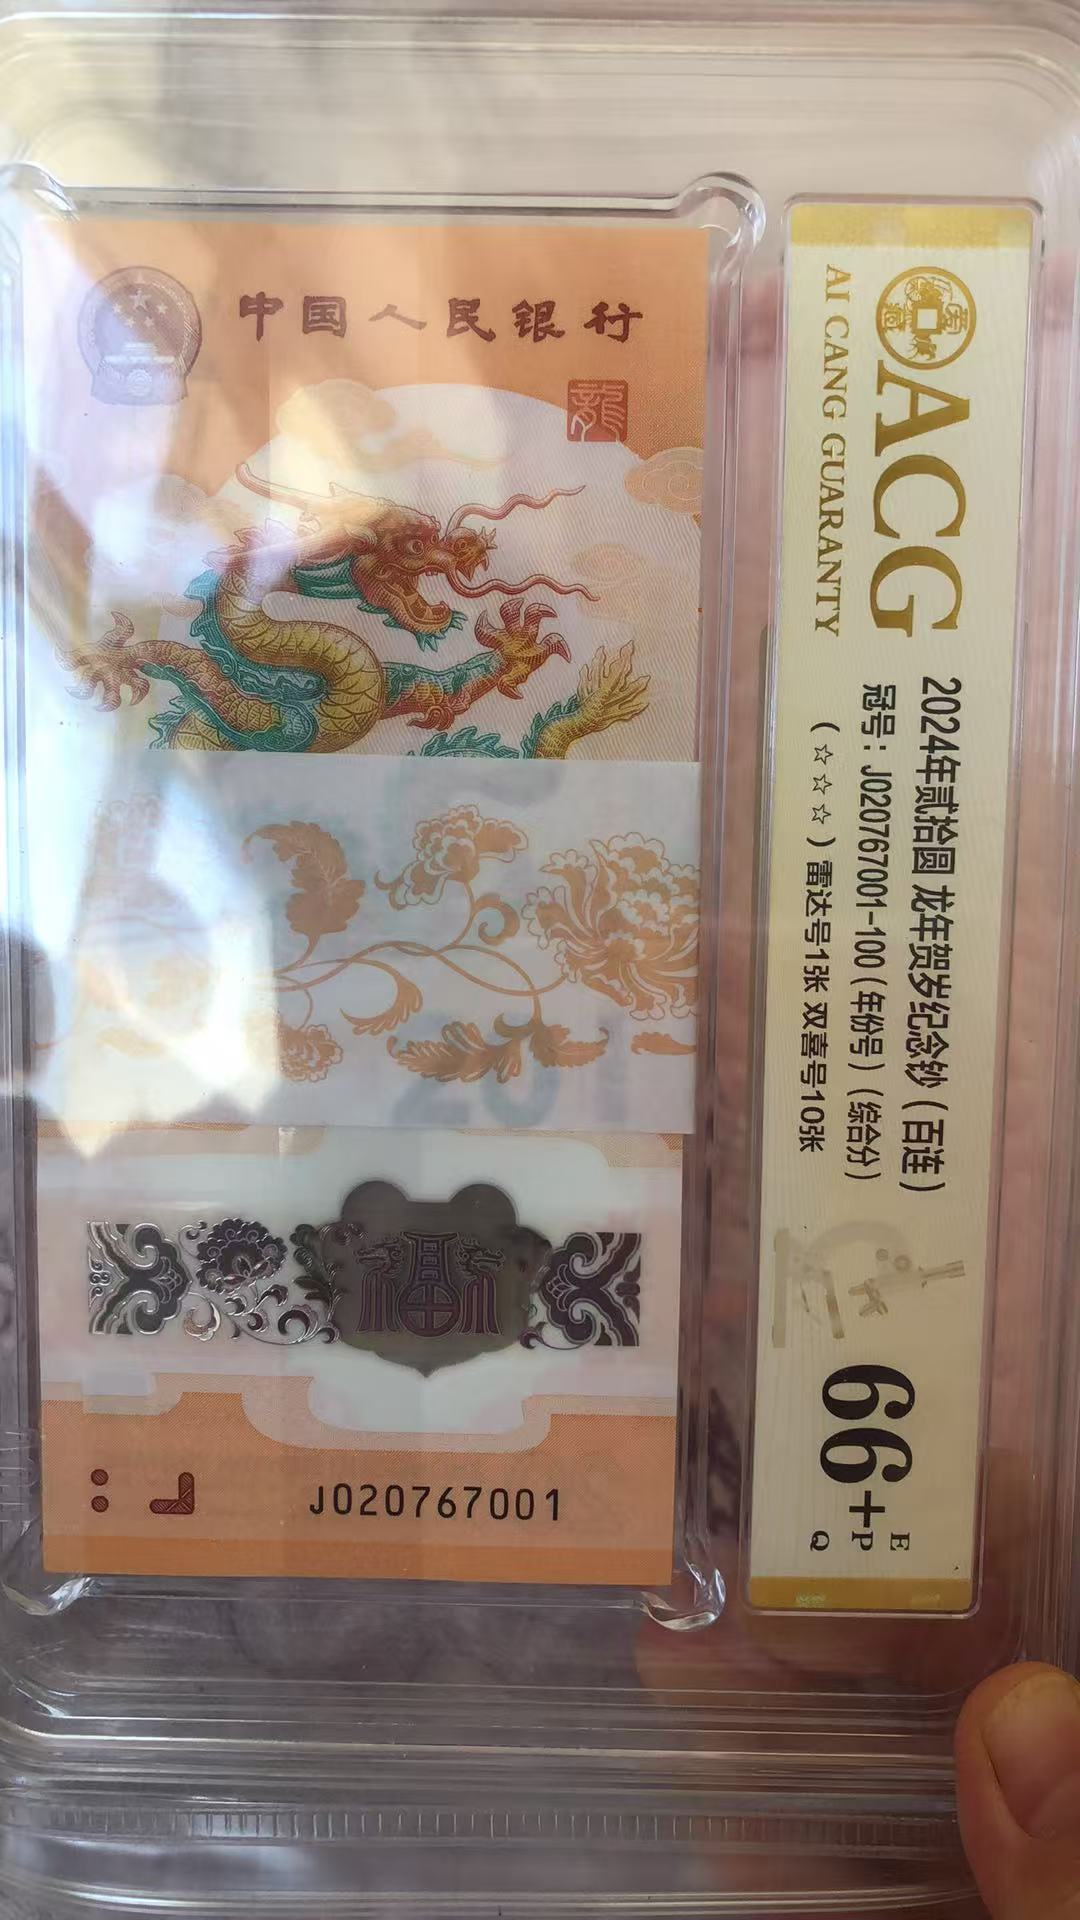 中国人民银行
龍
J020767001
ACG
AI CANG GUARANTY
2024年贰拾圆 龙年贺岁纪念钞（百连）
冠号：J020767001-100（年份号）（综合分）
（☆☆☆）雷达号1张 双喜号10张
66+
E
P
Q